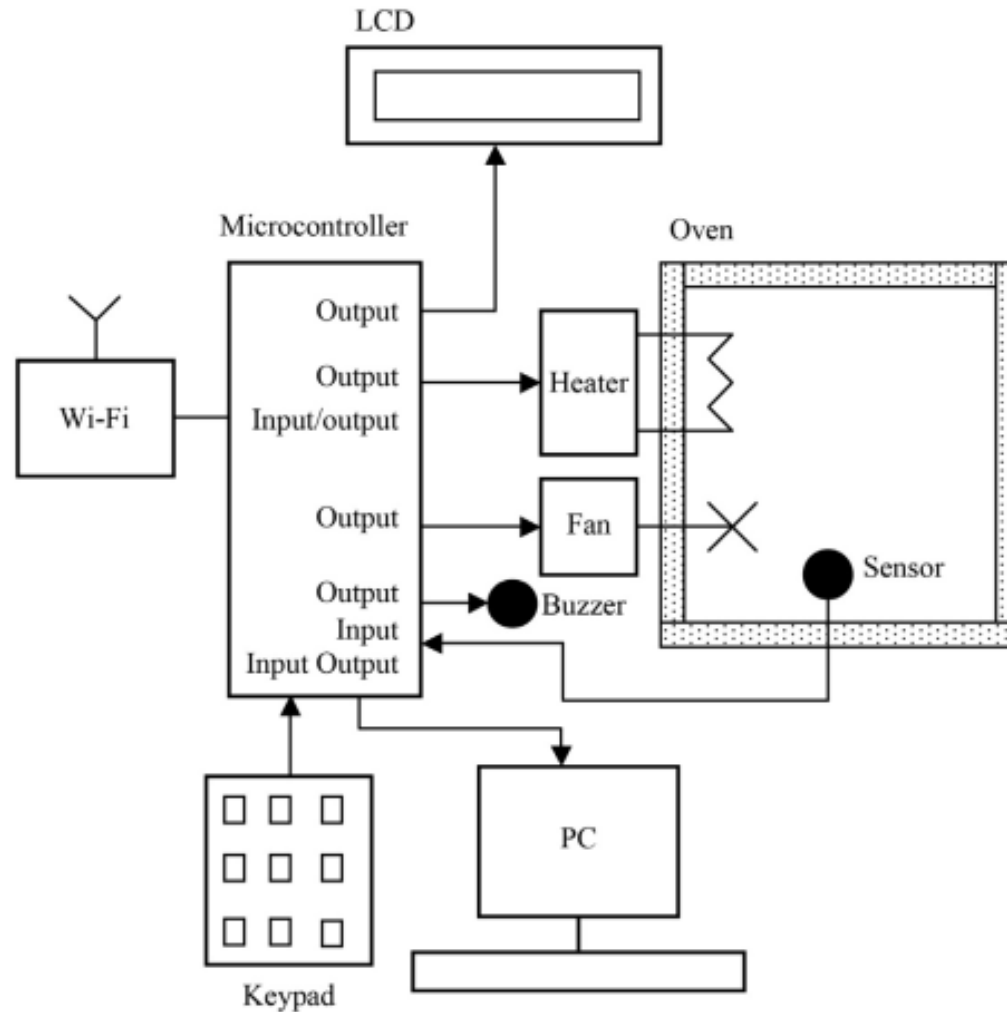 LCD
Microcontroller
Oven
Output
Output
Heater
Input/output
Wi-Fi
Output
Fan
Sensor
Output
Buzzer
Input
Input Output
PC
Keypad